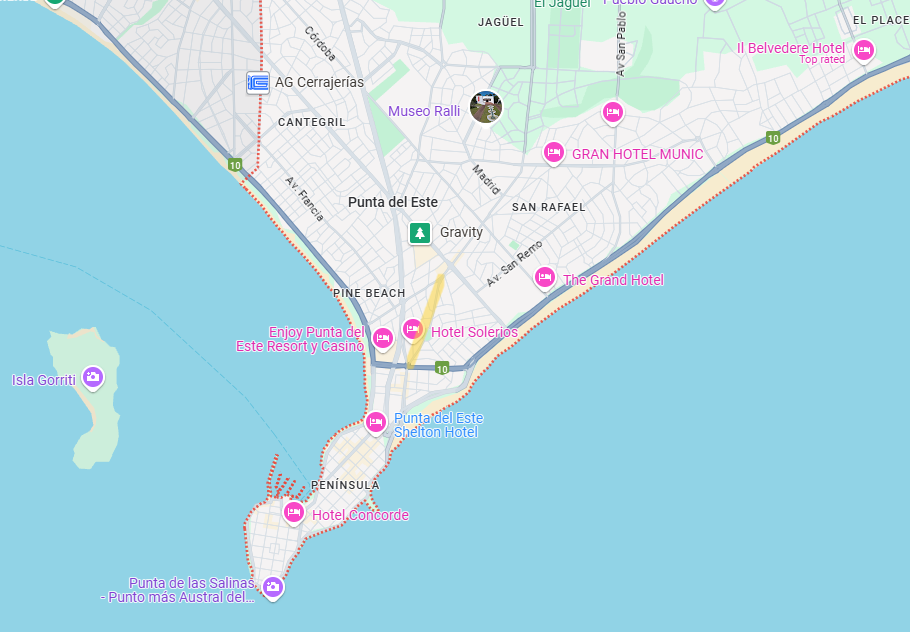 El Jagüel
Pueblo Gaucho
JAGÜEL
EL PLACE
Córdoba
Av San Pablo
Il Belvedere Hotel
Top rated
AG Cerrajerías
Museo Ralli
CANTEGRIL
10
10
GRAN HOTEL MUNIC
Madrid
Av. Francia
Punta del Este
SAN RAFAEL
Gravity
Av. San Remo
The Grand Hotel
PINE BEACH
Enjoy Punta del
Este Resort y Casino
Hotel Solerios
10
Isla Gorriti
Punta del Este
Shelton Hotel
PENÍNSULA
Hotel Concorde
Punta de las Salinas
- Punto más Austral del...